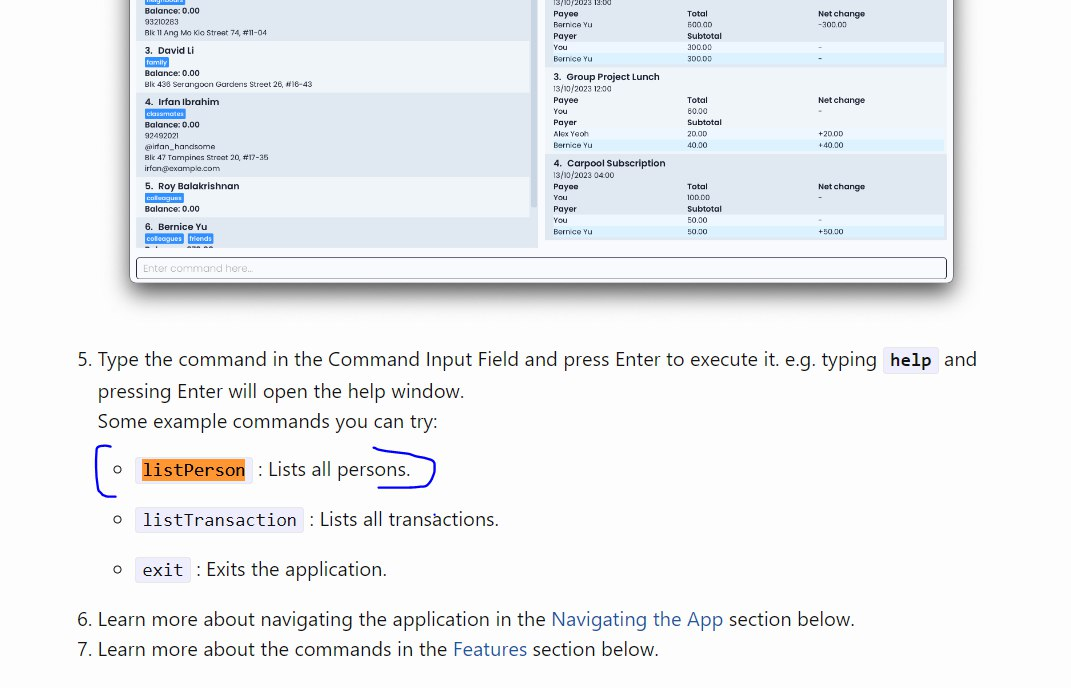 neighbours
Balance: 0.00
93210283
Blk 11 Ang Mo Kio Street 74, #11-04
3. David Li
family
Balance: 0.00
Blk 436 Serangoon Gardens Street 26, #16-43
4. Irfan Ibrahim
classmates
Balance: 0.00
92492021
@irfan_handsome
Blk 47 Tampines Street 20, #17-35
irfan@example.com
5. Roy Balakrishnan
colleagues
Balance: 0.00
6. Bernice Yu
colleagues friends
13/10/2023 13:00
Payee Total Net change
Bernice Yu 600.00 -300.00
Payer Subtotal
You 300.00 -
Bernice Yu 300.00 -
3. Group Project Lunch
13/10/2023 12:00
Payee Total Net change
You 60.00 -
Payer Subtotal
Alex Yeoh 20.00 +20.00
Bernice Yu 40.00 +40.00
4. Carpool Subscription
13/10/2023 04:00
Payee Total Net change
You 100.00 -
Payer Subtotal
You 50.00 -
Bernice Yu 50.00 +50.00
Enter command here...
5. Type the command in the Command Input Field and press Enter to execute it. e.g. typing help and
pressing Enter will open the help window.
Some example commands you can try:
listPerson : Lists all persons.
listTransaction : Lists all transactions.
exit : Exits the application.
6. Learn more about navigating the application in the Navigating the App section below.
7. Learn more about the commands in the Features section below.